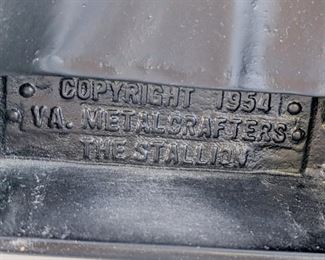 COPYRIGHT 1954
VA. METALCRAFTERS
THE STALLION